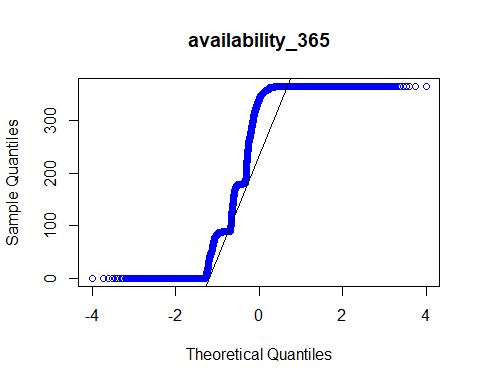 availability_365
Sample Quantiles
300
200
100
0
-4 -2 0 2 4
Theoretical Quantiles